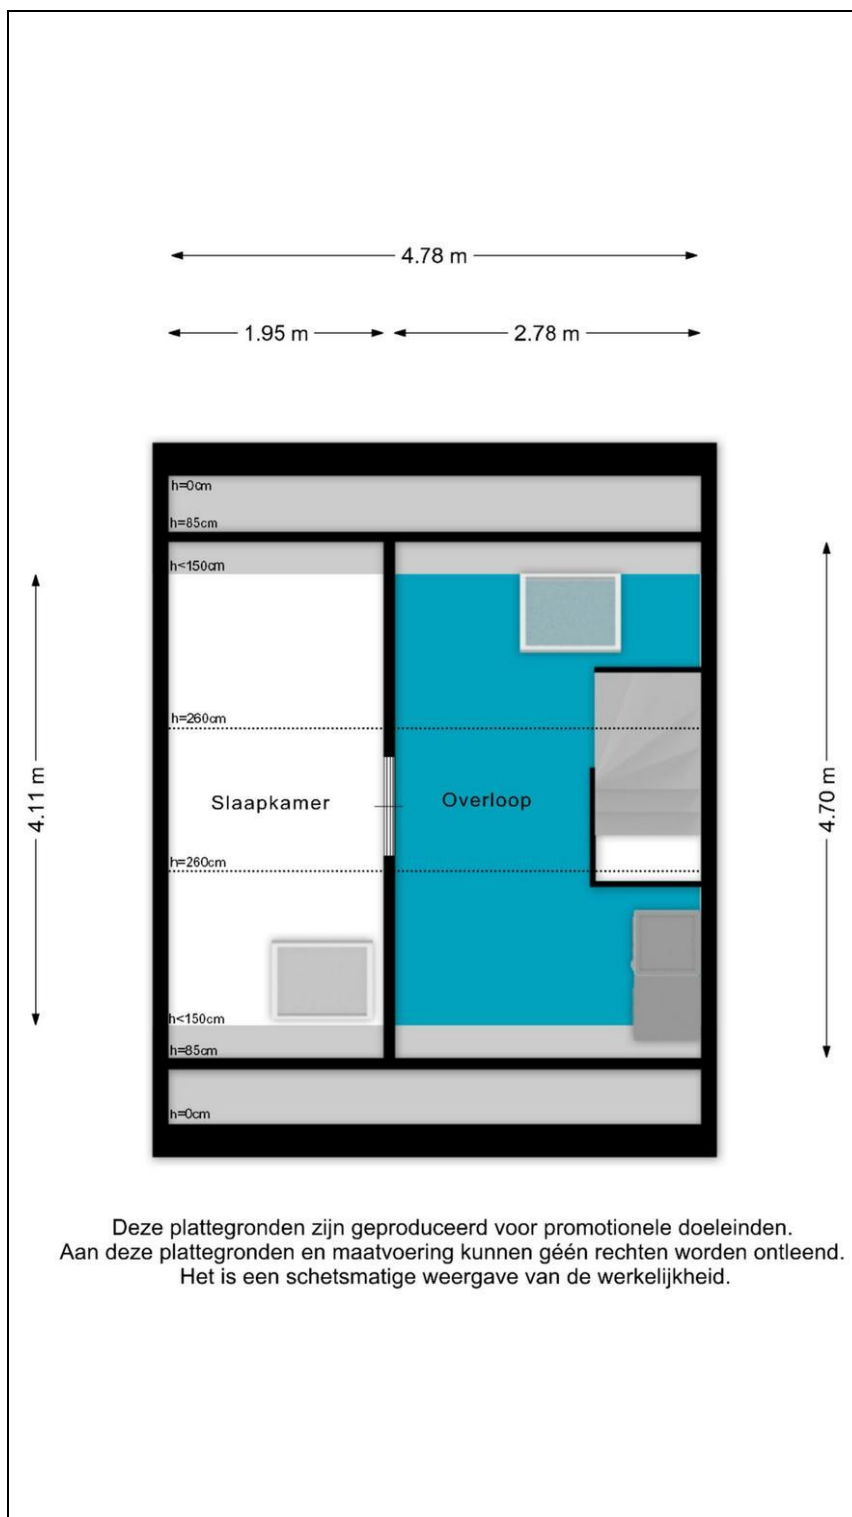 4.78 m
1.95 m
2.78 m
h=0cm
h=85cm
h<150cm
h=260cm
4.11 m
Slaapkamer
Overloop
4.70 m
h=260cm
h<150cm
h=85cm
h=0cm
Deze plattegronden zijn geproduceerd voor promotionele doeleinden.
Aan deze plattegronden en maatvoering kunnen géén rechten worden ontleend.
Het is een schetsmatige weergave van de werkelijkheid.